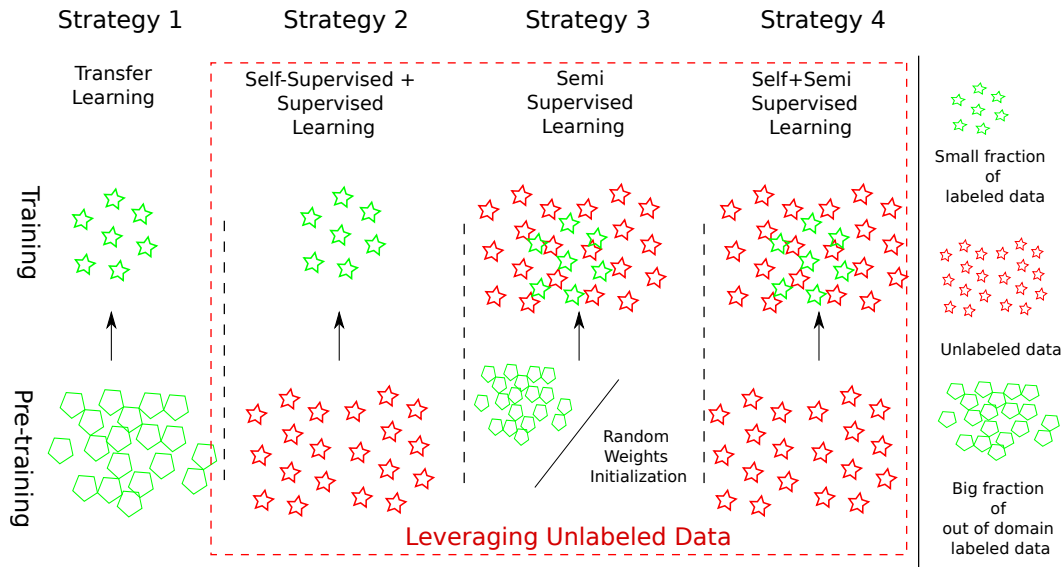 Strategy 1
Strategy 2
Strategy 3
Strategy 4
Transfer
Learning
Self-Supervised +
Supervised
Learning
Semi
Supervised
Learning
Self+Semi
Supervised
Learning
Training
Pre-training
Random
Weights
Initialization
Leveraging Unlabeled Data
Small fraction
of
labeled data
Unlabeled data
Big fraction
of
out of domain
labeled data